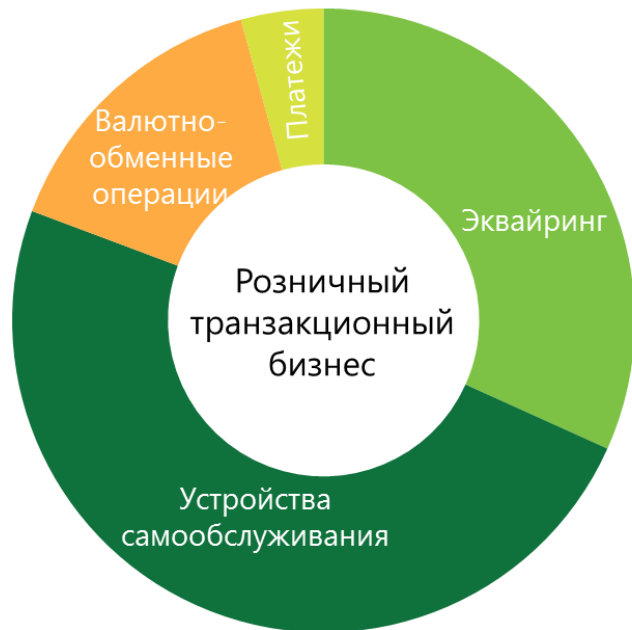 Платежи
Валютно-
обменные
операции
Эквайринг
Розничный
транзакционный
бизнес
Устройства
самообслуживания